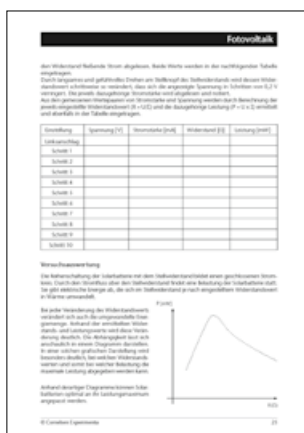 Fotovoltaik
den Widerstand fließende Strom abgelesen. Beide Werte werden in der nachfolgenden Tabelle
eingetragen.
Durch langsames und gefühlvolles Drehen am Stellknopf des Stellwiderstands wird dessen Wider-
standswert schrittweise so verändert, dass sich die angezeigte Spannung in Schritten von 0,2 V
verringert. Die jeweils dazugehörige Stromstärke wird abgelesen und notiert.
Aus den gemessenen Wertepaaren von Stromstärke und Spannung werden durch Berechnung der
jeweils eingestellte Widerstandswert (R = U/I) und die dazugehörige Leistung (P = U x I) ermittelt
und ebenfalls in der Tabelle eingetragen.
Einstellung Spannung [V] Stromstärke [mA] Widerstand [Ω] Leistung [mW]
Linksanschlag
Schritt 1
Schritt 2
Schritt 3
Schritt 4
Schritt 5
Schritt 6
Schritt 7
Schritt 8
Schritt 9
Schritt 10
Versuchsauswertung
Die Reihenschaltung der Solarbatterie mit dem Stellwiderstand bildet einen geschlossenen Strom-
kreis. Durch den Stromfluss über den Stellwiderstand findet eine Belastung der Solarbatterie statt.
Sie gibt elektrische Energie ab, die sich im Stellwiderstand je nach eingestelltem Widerstandswert
in Wärme umwandelt.
Bei jeder Veränderung des Widerstandswerts
verändert sich auch die umgewandelte Ener-
giemenge. Anhand der ermittelten Wider-
stands- und Leistungswerte wird diese Verän-
derung deutlich. Die Abhängigkeit lässt sich
anschaulich in einem Diagramm darstellen.
In einer solchen grafischen Darstellung wird
besonders deutlich, bei welchen Widerstands-
werten und somit bei welcher Belastung die
maximale Leistung abgegeben werden kann.
Anhand derartiger Diagramme können Solar-
batterien optimal an ihr Leistungsmaximum
angepasst werden.
P [mW]
R [Ω]
© Cornelsen Experimenta
23